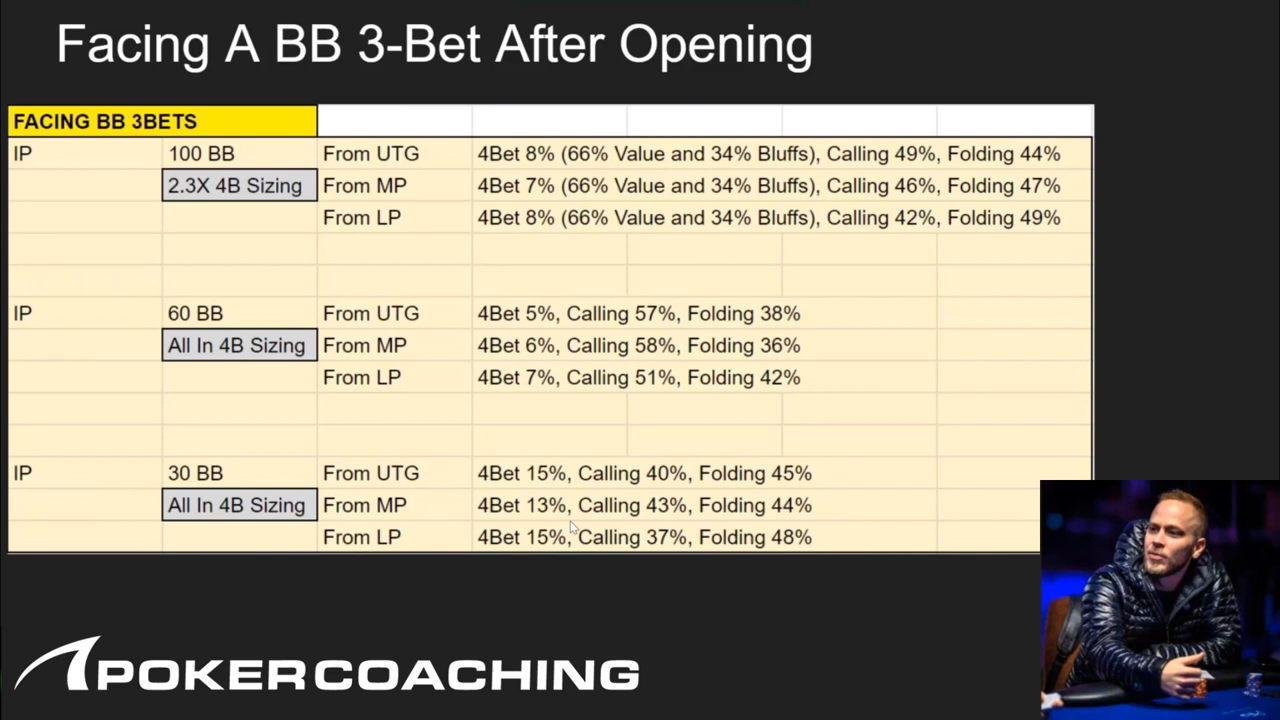 Facing A BB 3-Bet After Opening
FACING BB 3BETS
IP 100 BB From UTG 4Bet 8% (66% Value and 34% Bluffs), Calling 49%, Folding 44%
2.3X 4B Sizing From MP 4Bet 7% (66% Value and 34% Bluffs), Calling 46%, Folding 47%
From LP 4Bet 8% (66% Value and 34% Bluffs), Calling 42%, Folding 49%
IP 60 BB From UTG 4Bet 5%, Calling 57%, Folding 38%
All In 4B Sizing From MP 4Bet 6%, Calling 58%, Folding 36%
From LP 4Bet 7%, Calling 51%, Folding 42%
IP 30 BB From UTG 4Bet 15%, Calling 40%, Folding 45%
All In 4B Sizing From MP 4Bet 13%, Calling 43%, Folding 44%
From LP 4Bet 15%, Calling 37%, Folding 48%
POKERCOACHING